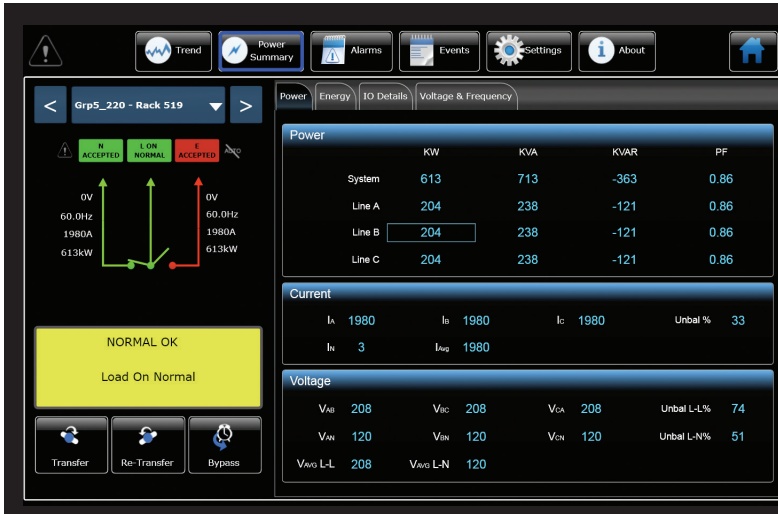 Trend
Power
Summary
Alarms
Events
Settings
i About
< Grp5_220 - Rack 519 >
N
ACCEPTED
L ON
NORMAL
E
ACCEPTED
AUTO
0V
60.0Hz
1980A
613kW
0V
60.0Hz
1980A
613kW
NORMAL OK
Load On Normal
Transfer
Re-Transfer
Bypass
Power Energy IO Details Voltage & Frequency
Power
KW KVA KVAR PF
System 613 713 -363 0.86
Line A 204 238 -121 0.86
Line B 204 238 -121 0.86
Line C 204 238 -121 0.86
Current
IA 1980 IB 1980 IC 1980 Unbal % 33
IN 3 IAvg 1980
Voltage
VAB 208 VBC 208 VCA 208 Unbal L-L% 74
VAN 120 VBN 120 VCN 120 Unbal L-N% 51
VAVG L-L 208 VAVG L-N 120